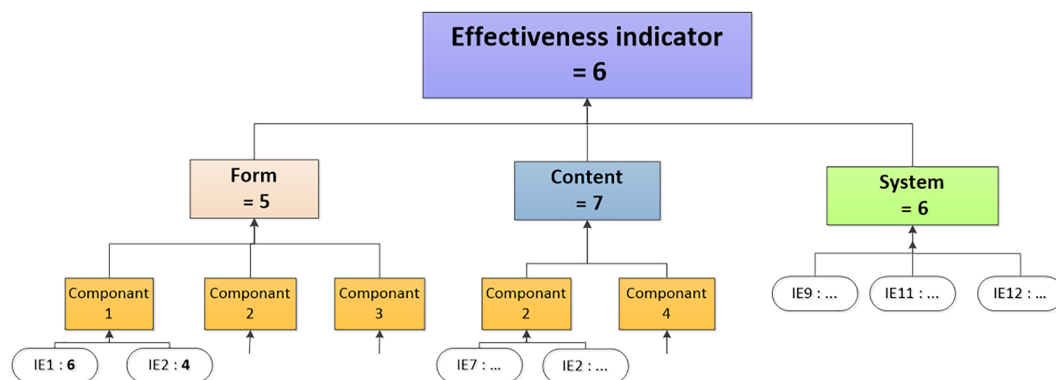 Effectiveness indicator
= 6
Form
= 5
Content
= 7
System
= 6
Componant
1
Componant
2
Componant
3
Componant
2
Componant
4
IE9 : ...
IE11 : ...
IE12 : ...
IE1 : 6
IE2 : 4
IE7 : ...
IE2 : ...